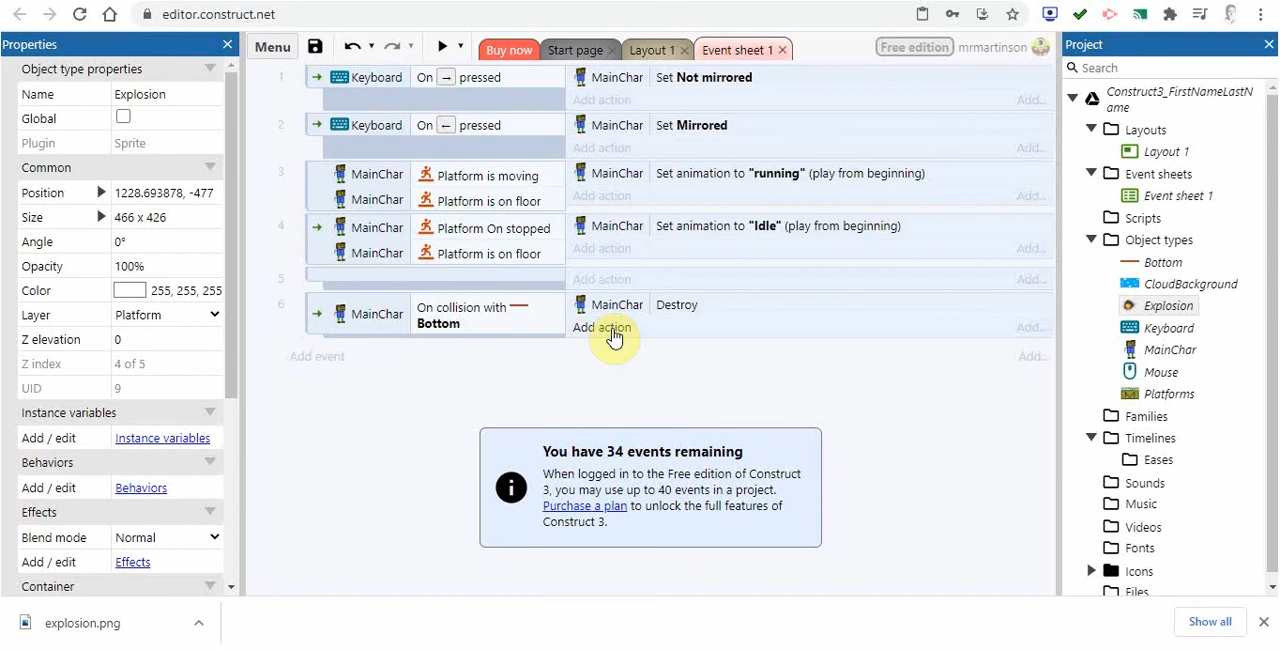 editor.construct.net
Properties
Object type properties
Name Explosion
Global
Plugin Sprite
Common
Position 1228.693878, -477
Size 466 x 426
Angle 0°
Opacity 100%
Color 255, 255, 255
Layer Platform
Z elevation 0
Z index 4 of 5
UID 9
Instance variables
Add / edit Instance variables
Behaviors
Add / edit Behaviors
Effects
Blend mode Normal
Add / edit Effects
Container
Menu
Buy now
Start page
Layout 1
Event sheet 1
Free edition
mrmartinson
1 Keyboard On → pressed MainChar Set Not mirrored
Add action Add...
2 Keyboard On ← pressed MainChar Set Mirrored
Add action Add...
3 MainChar Platform is moving MainChar Set animation to "running" (play from beginning)
MainChar Platform is on floor Add action Add...
4 MainChar Platform On stopped MainChar Set animation to "Idle" (play from beginning)
MainChar Platform is on floor Add action Add...
5 Add action Add...
6 MainChar On collision with Bottom MainChar Destroy
Add action Add...
Add event Add...
You have 34 events remaining
When logged in to the Free edition of Construct
3, you may use up to 40 events in a project.
Purchase a plan to unlock the full features of
Construct 3.
Project
Search
Construct3_FirstNameLastN
ame
Layouts
Layout 1
Event sheets
Event sheet 1
Scripts
Object types
Bottom
CloudBackground
Explosion
Keyboard
MainChar
Mouse
Platforms
Families
Timelines
Eases
Sounds
Music
Videos
Fonts
Icons
Files
explosion.png
Show all